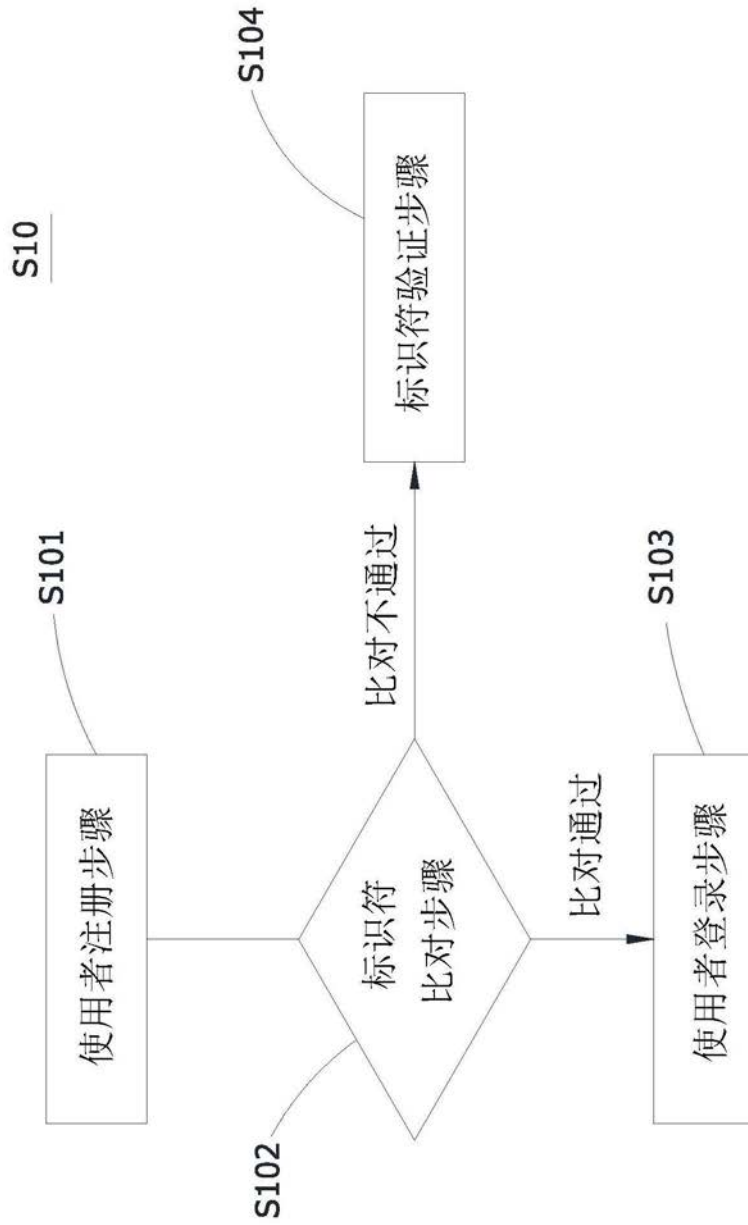 S10
S101
使用者注册步骤
S102
标识符
比对步骤
比对不通过
S104
标识符验证步骤
比对通过
S103
使用者登录步骤